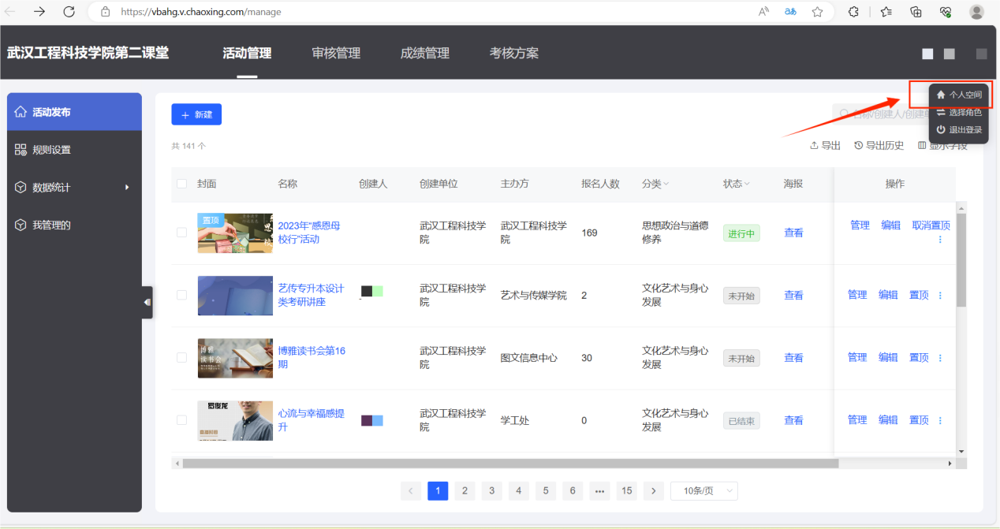 https://vbahg.v.chaoxing.com/manage
武汉工程科技学院第二课堂 活动管理 审核管理 成绩管理 考核方案
个人空间
选择角色
退出登录
活动发布
规则设置
数据统计
我管理的
+ 新建
名称/创建人/创建单
共 141 个
导出 导出历史 显示字段
封面 名称 创建人 创建单位 主办方 报名人数 分类 状态 海报 操作
置顶
2023年“感恩母
校行”活动
武汉工程科技学
院
武汉工程科技学
院
169
思想政治与道德
修养
进行中
查看
管理 编辑 取消置顶
艺传专升本设计
类考研讲座
武汉工程科技学
院
艺术与传媒学院
2
文化艺术与身心
发展
未开始
查看
管理 编辑 置顶
博雅
读书会
博雅读书会第16
期
武汉工程科技学
院
图文信息中心
30
文化艺术与身心
发展
未开始
查看
管理 编辑 置顶
罗俊龙
心流与幸福感提
升
武汉工程科技学
院
学工处
0
文化艺术与身心
发展
已结束
查看
管理 编辑 置顶
1 2 3 4 5 6 ••• 15 10条/页